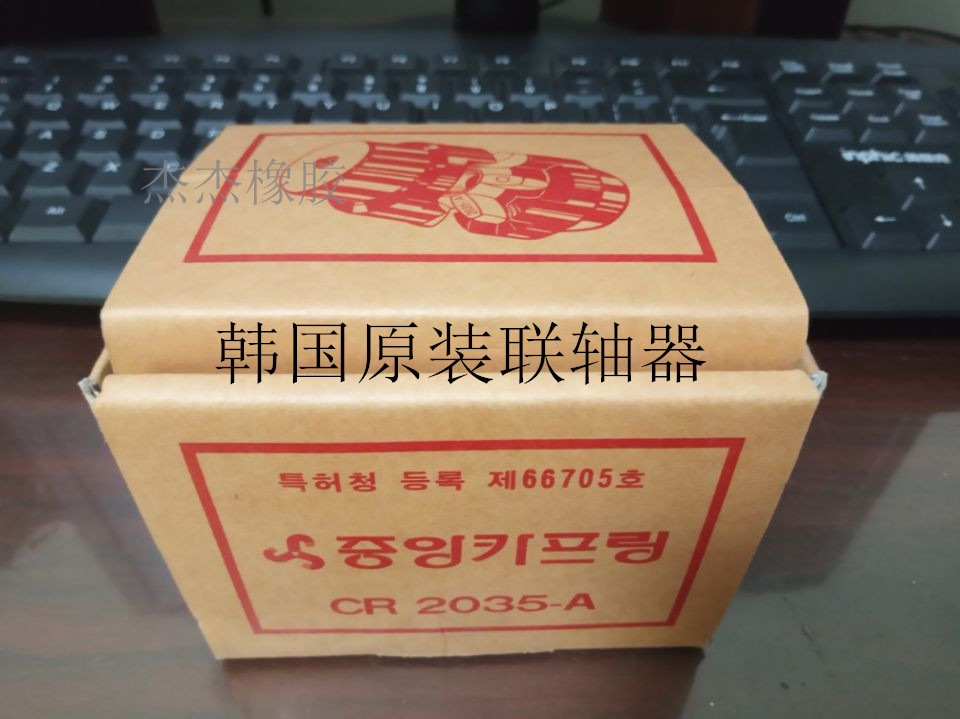 杰杰橡胶
inphic
韩国原装联轴器
특허청 등록 제66705호
중앙카프링
CR 2035-A